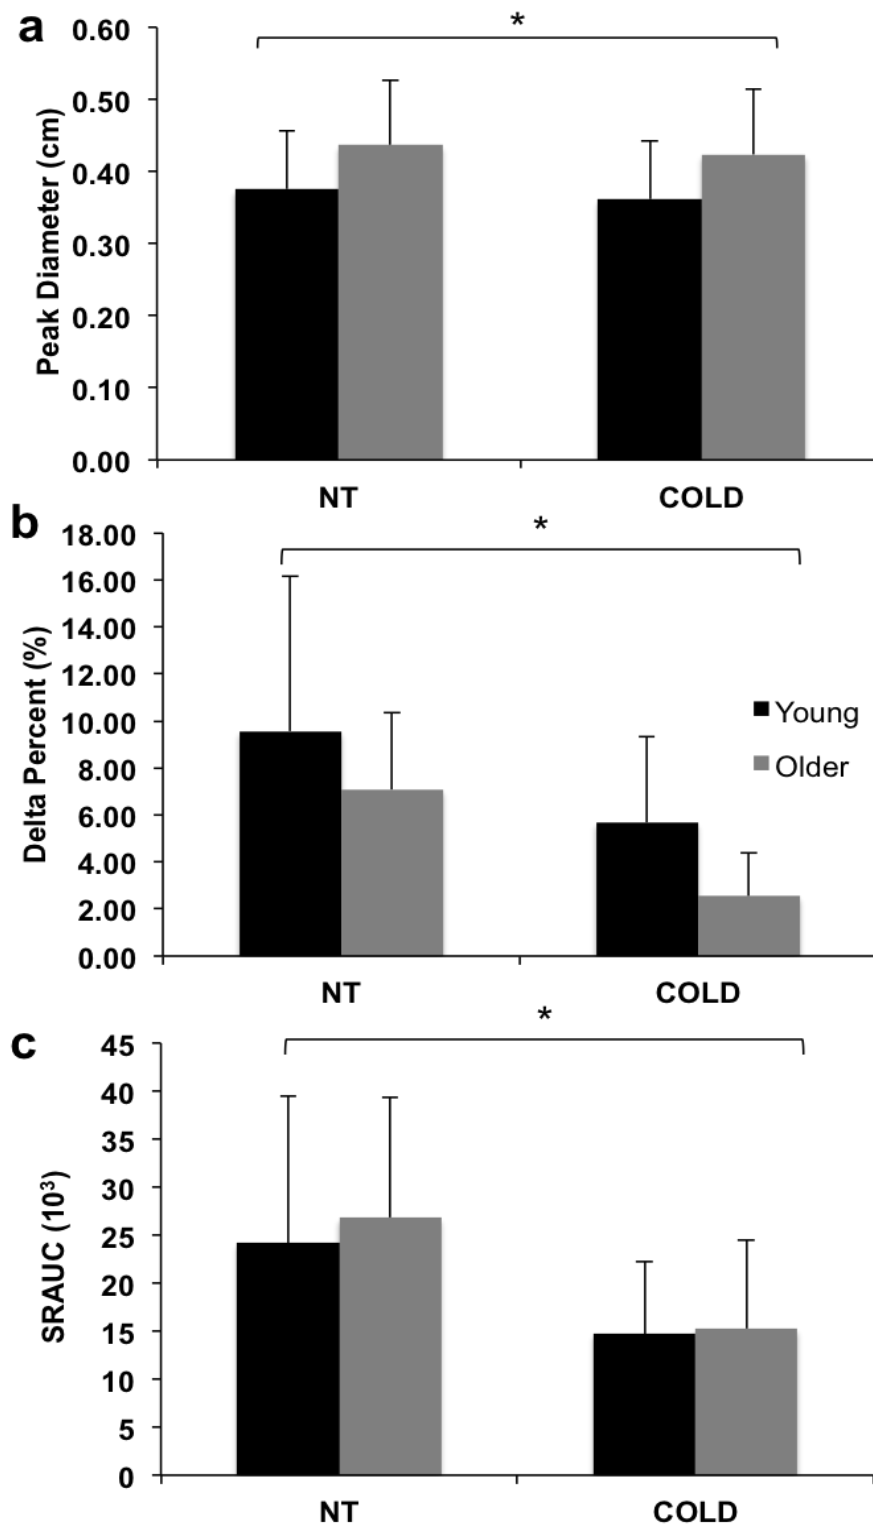 a
*
Peak Diameter (cm)
0.60
0.50
0.40
0.30
0.20
0.10
0.00
NT COLD
b
*
Delta Percent (%)
18.00
16.00
14.00
12.00
10.00
8.00
6.00
4.00
2.00
0.00
Young
Older
NT COLD
c
*
SRAUC (10³)
45
40
35
30
25
20
15
10
5
0
NT COLD